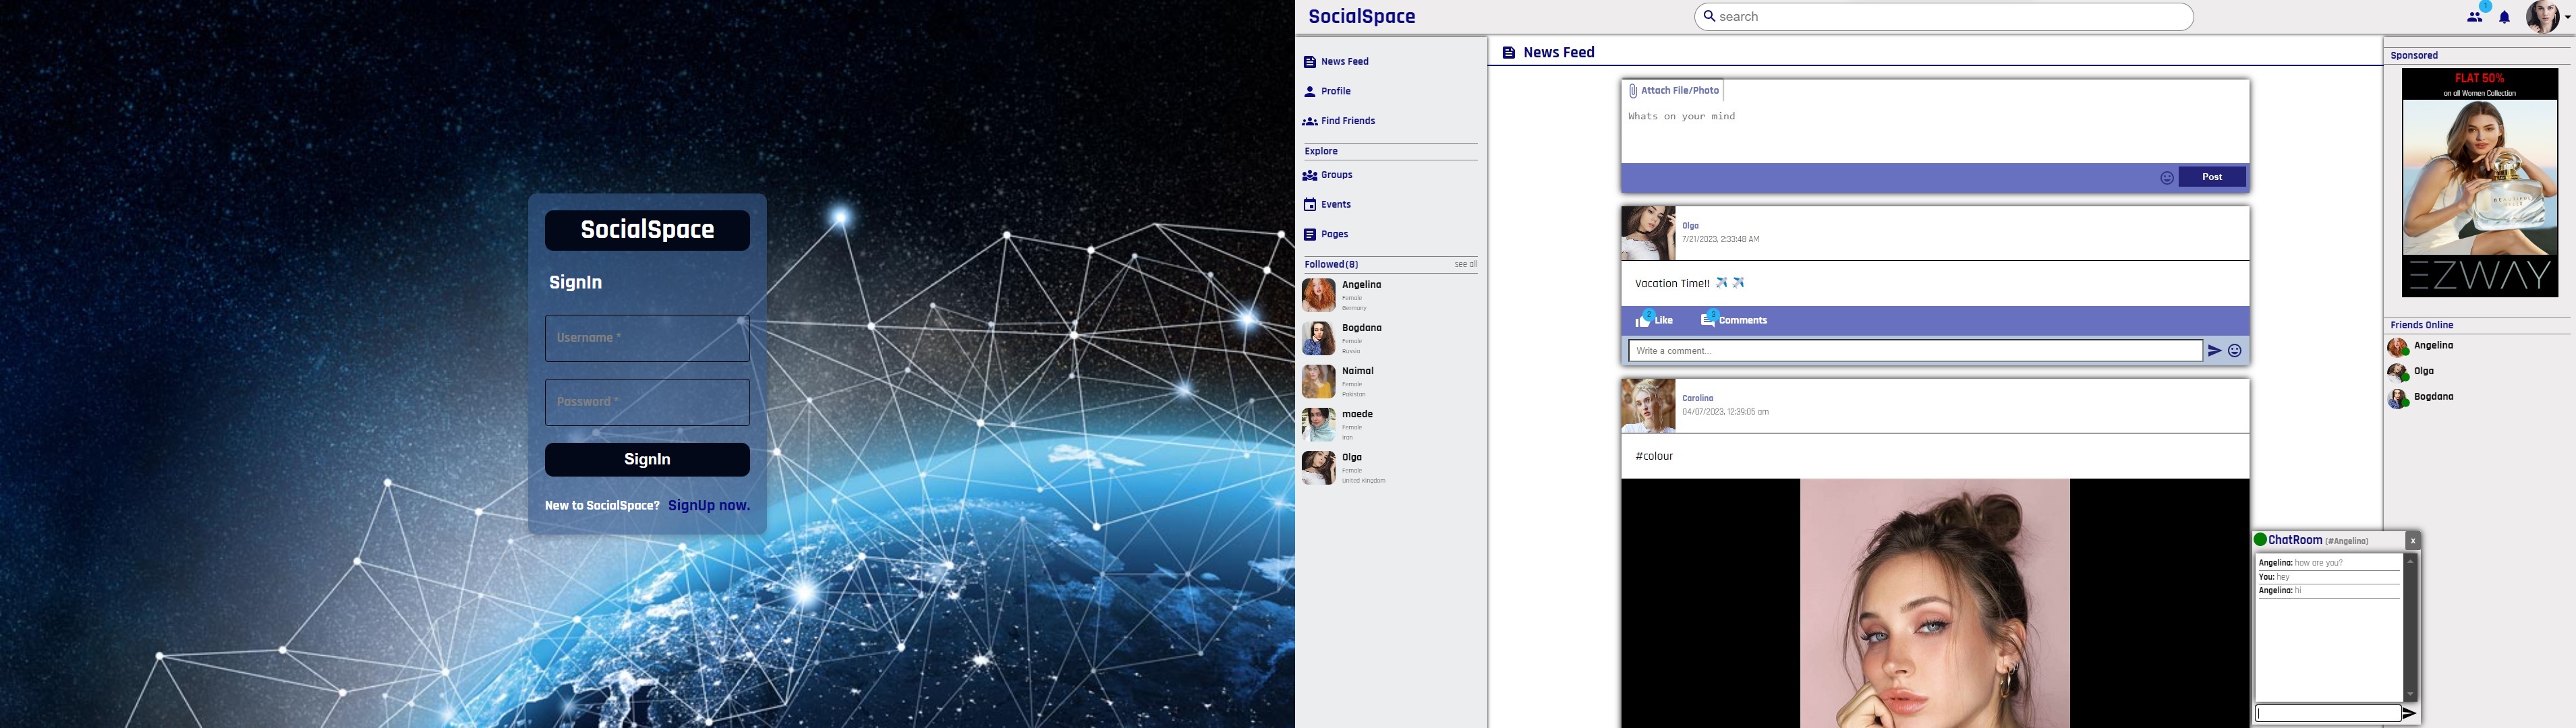 SocialSpace
SignIn
Username *
Password *
SignIn
New to SocialSpace? SignUp now.
SocialSpace
search
1
News Feed
Profile
Find Friends
Explore
Groups
Events
Pages
Followed(8) see all
Angelina
Female
Germany
Bogdana
Female
Russia
Naimal
Female
Pakistan
maede
Female
Iran
Olga
Female
United Kingdom
News Feed
Attach File/Photo
Whats on your mind
Post
Olga
7/21/2023, 2:33:48 AM
Vacation Time!! ✈️ ✈️
2 Like 3 Comments
Write a comment...
Carolina
04/07/2023, 12:39:05 am
#colour
Sponsored
FLAT 50%
on all Women Collection
BEAUTIFUL
EZWAY
Friends Online
Angelina
Olga
Bogdana
ChatRoom (#Angelina) x
Angelina: how are you?
You: hey
Angelina: hi